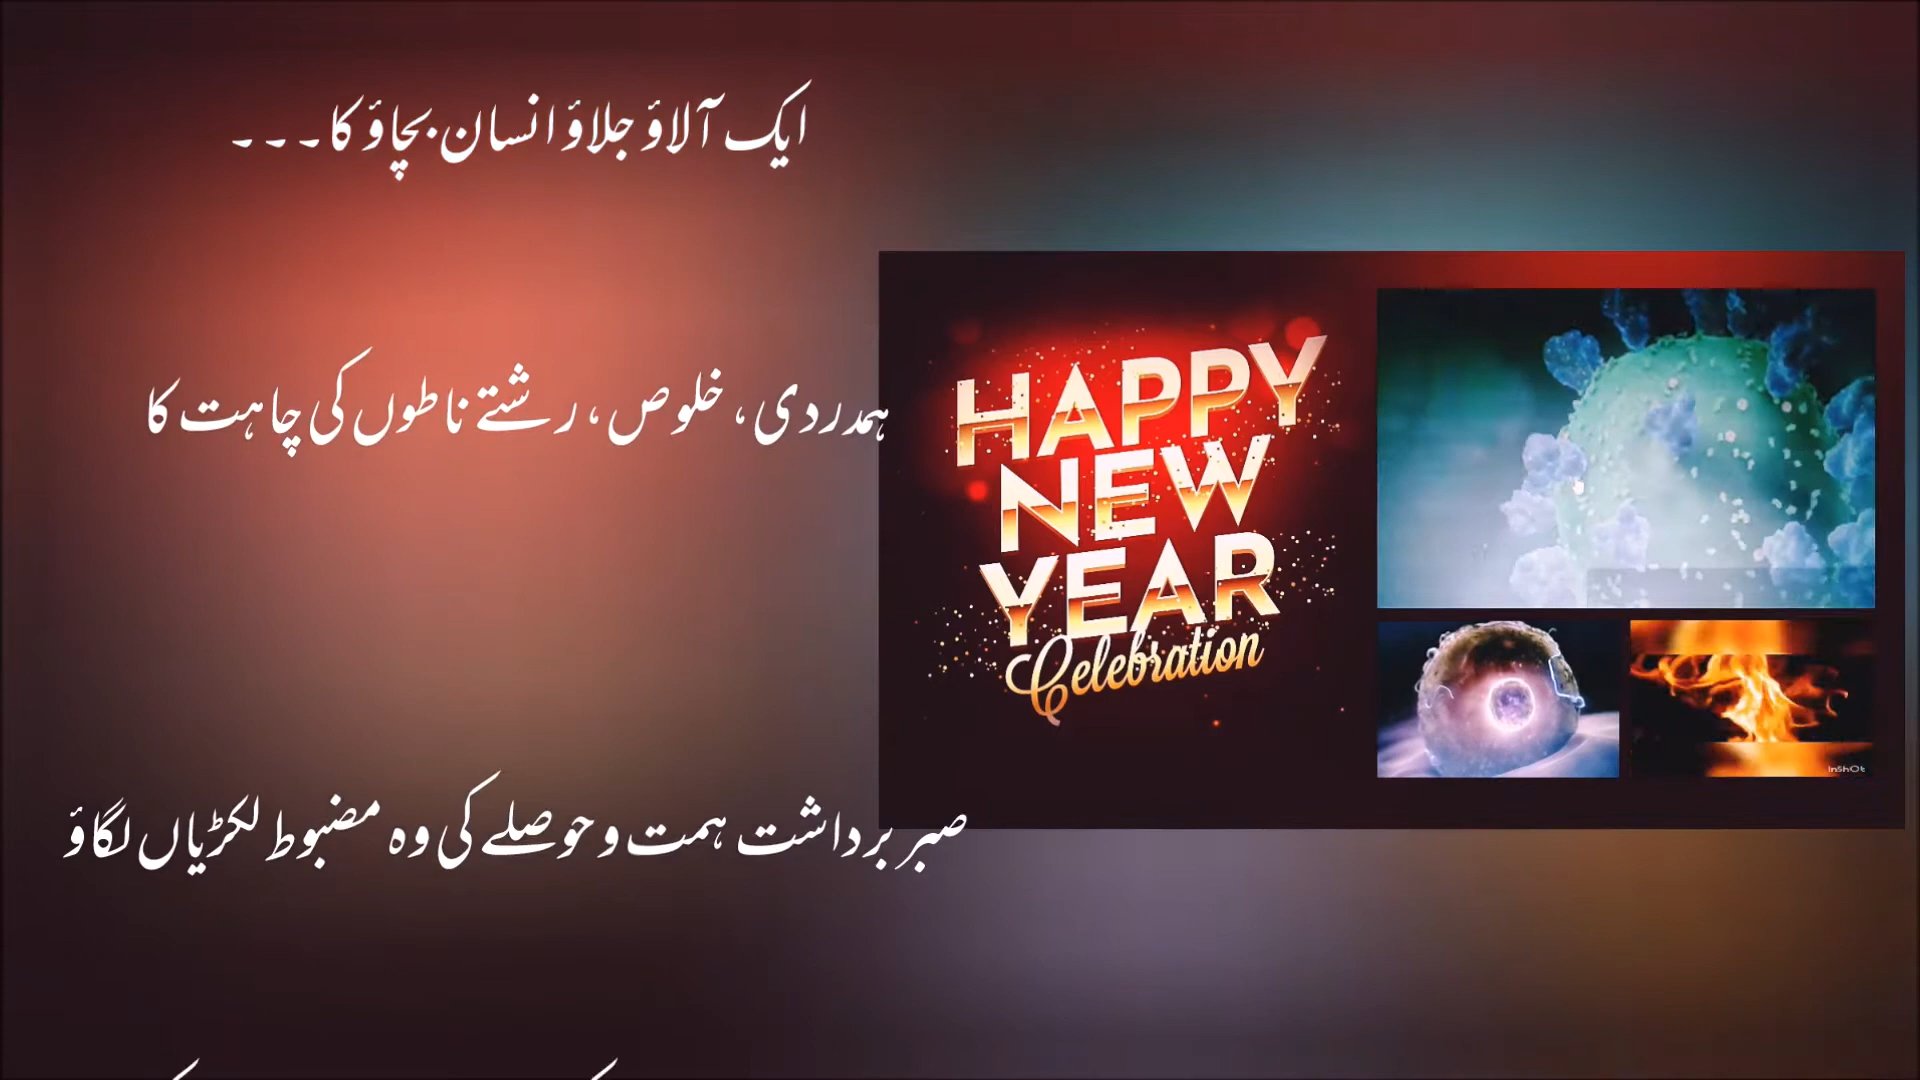 ایک آلاؤ جلاؤ انسان بچاؤ کا۔۔۔
ہمدردی، خلوص، رشتے ناطوں کی چاہت کا
HAPPY
NEW
YEAR
Celebration
InShOt
صبر برداشت ہمت و حوصلے کی وہ مضبوط لکڑیاں لگاؤ